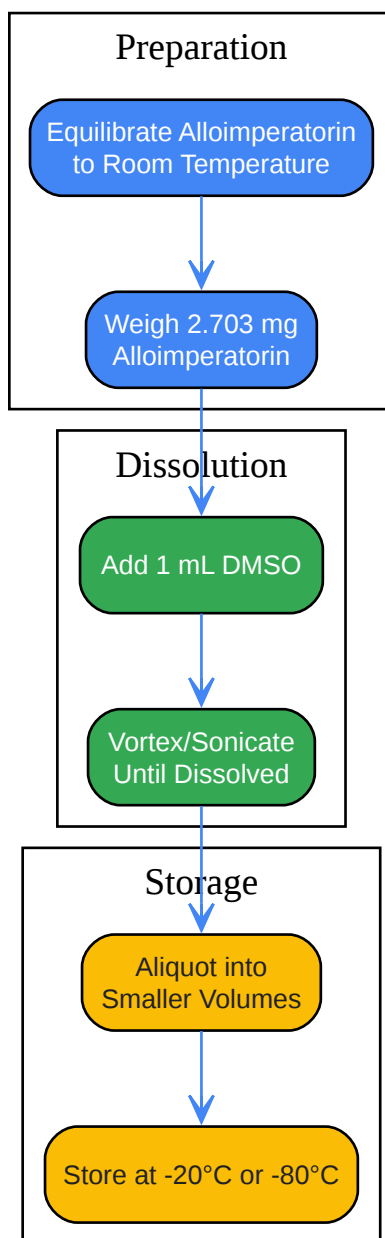 Preparation
Equilibrate Alloimperatorin
to Room Temperature
Weigh 2.703 mg
Alloimperatorin
Dissolution
Add 1 mL DMSO
Vortex/Sonicate
Until Dissolved
Storage
Aliquot into
Smaller Volumes
Store at -20°C or -80°C